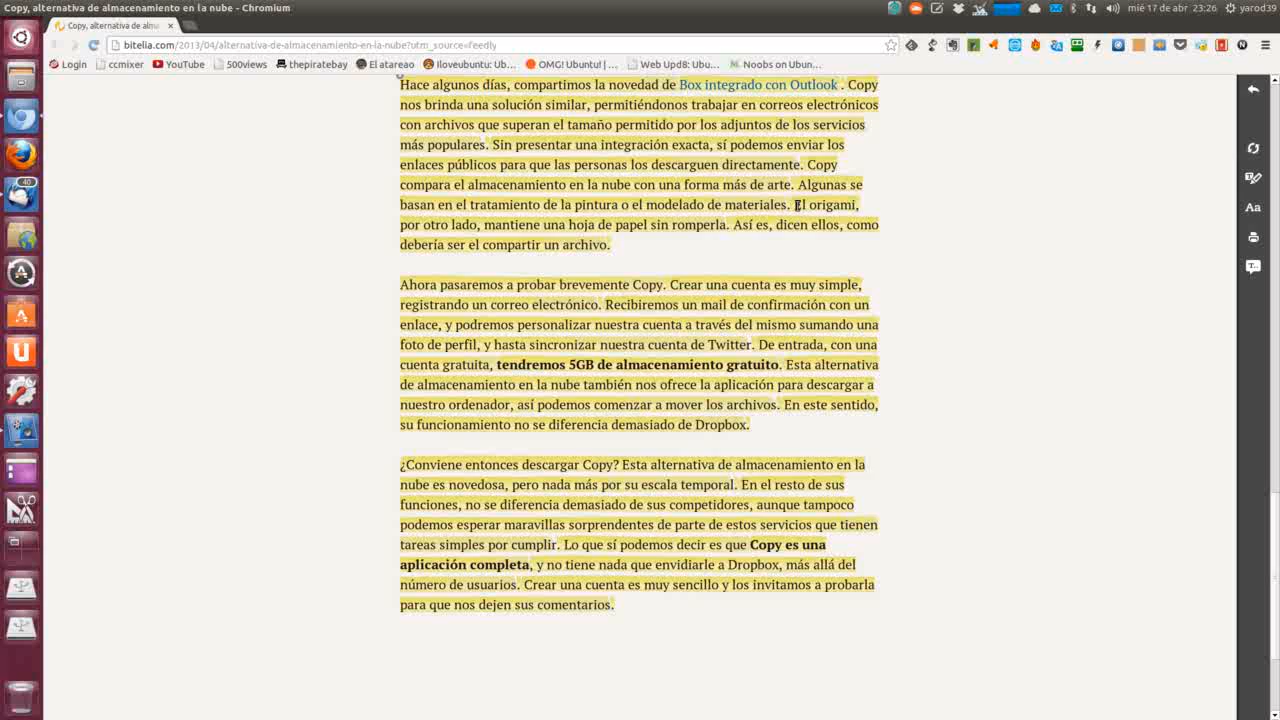 Copy, alternativa de almacenamiento en la nube - Chromium
mié 17 de abr 23:26 yarod39
Copy, alternativa de alma
bitelia.com/2013/04/alternativa-de-almacenamiento-en-la-nube?utm_source=feedly
Login ccmixer YouTube 500views thepiratebay El atareao Iloveubuntu: Ub... OMG! Ubuntu! |... Web Upd8: Ubu... Noobs on Ubunt...
Hace algunos días, compartimos la novedad de Box integrado con Outlook . Copy
nos brinda una solución similar, permitiéndonos trabajar en correos electrónicos
con archivos que superan el tamaño permitido por los adjuntos de los servicios
más populares. Sin presentar una integración exacta, sí podemos enviar los
enlaces públicos para que las personas los descarguen directamente. Copy
compara el almacenamiento en la nube con una forma más de arte. Algunas se
basan en el tratamiento de la pintura o el modelado de materiales. El origami,
por otro lado, mantiene una hoja de papel sin romperla. Así es, dicen ellos, como
debería ser el compartir un archivo.
Ahora pasaremos a probar brevemente Copy. Crear una cuenta es muy simple,
registrando un correo electrónico. Recibiremos un mail de confirmación con un
enlace, y podremos personalizar nuestra cuenta a través del mismo sumando una
foto de perfil, y hasta sincronizar nuestra cuenta de Twitter. De entrada, con una
cuenta gratuita, tendremos 5GB de almacenamiento gratuito. Esta alternativa
de almacenamiento en la nube también nos ofrece la aplicación para descargar a
nuestro ordenador, así podemos comenzar a mover los archivos. En este sentido,
su funcionamiento no se diferencia demasiado de Dropbox.
¿Conviene entonces descargar Copy? Esta alternativa de almacenamiento en la
nube es novedosa, pero nada más por su escala temporal. En el resto de sus
funciones, no se diferencia demasiado de sus competidores, aunque tampoco
podemos esperar maravillas sorprendentes de parte de estos servicios que tienen
tareas simples por cumplir. Lo que sí podemos decir es que Copy es una
aplicación completa, y no tiene nada que envidiarle a Dropbox, más allá del
número de usuarios. Crear una cuenta es muy sencillo y los invitamos a probarla
para que nos dejen sus comentarios.
40
Aa